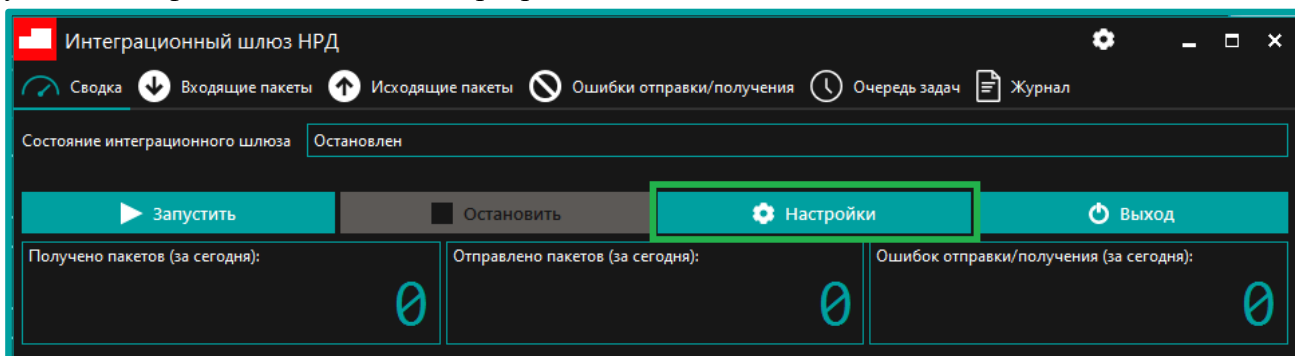 Интеграционный шлюз НРД
Сводка Входящие пакеты Исходящие пакеты Ошибки отправки/получения Очередь задач Журнал
Состояние интеграционного шлюза Остановлен
Запустить Остановить Настройки Выход
Получено пакетов (за сегодня): Отправлено пакетов (за сегодня): Ошибок отправки/получения (за сегодня):
0 0 0